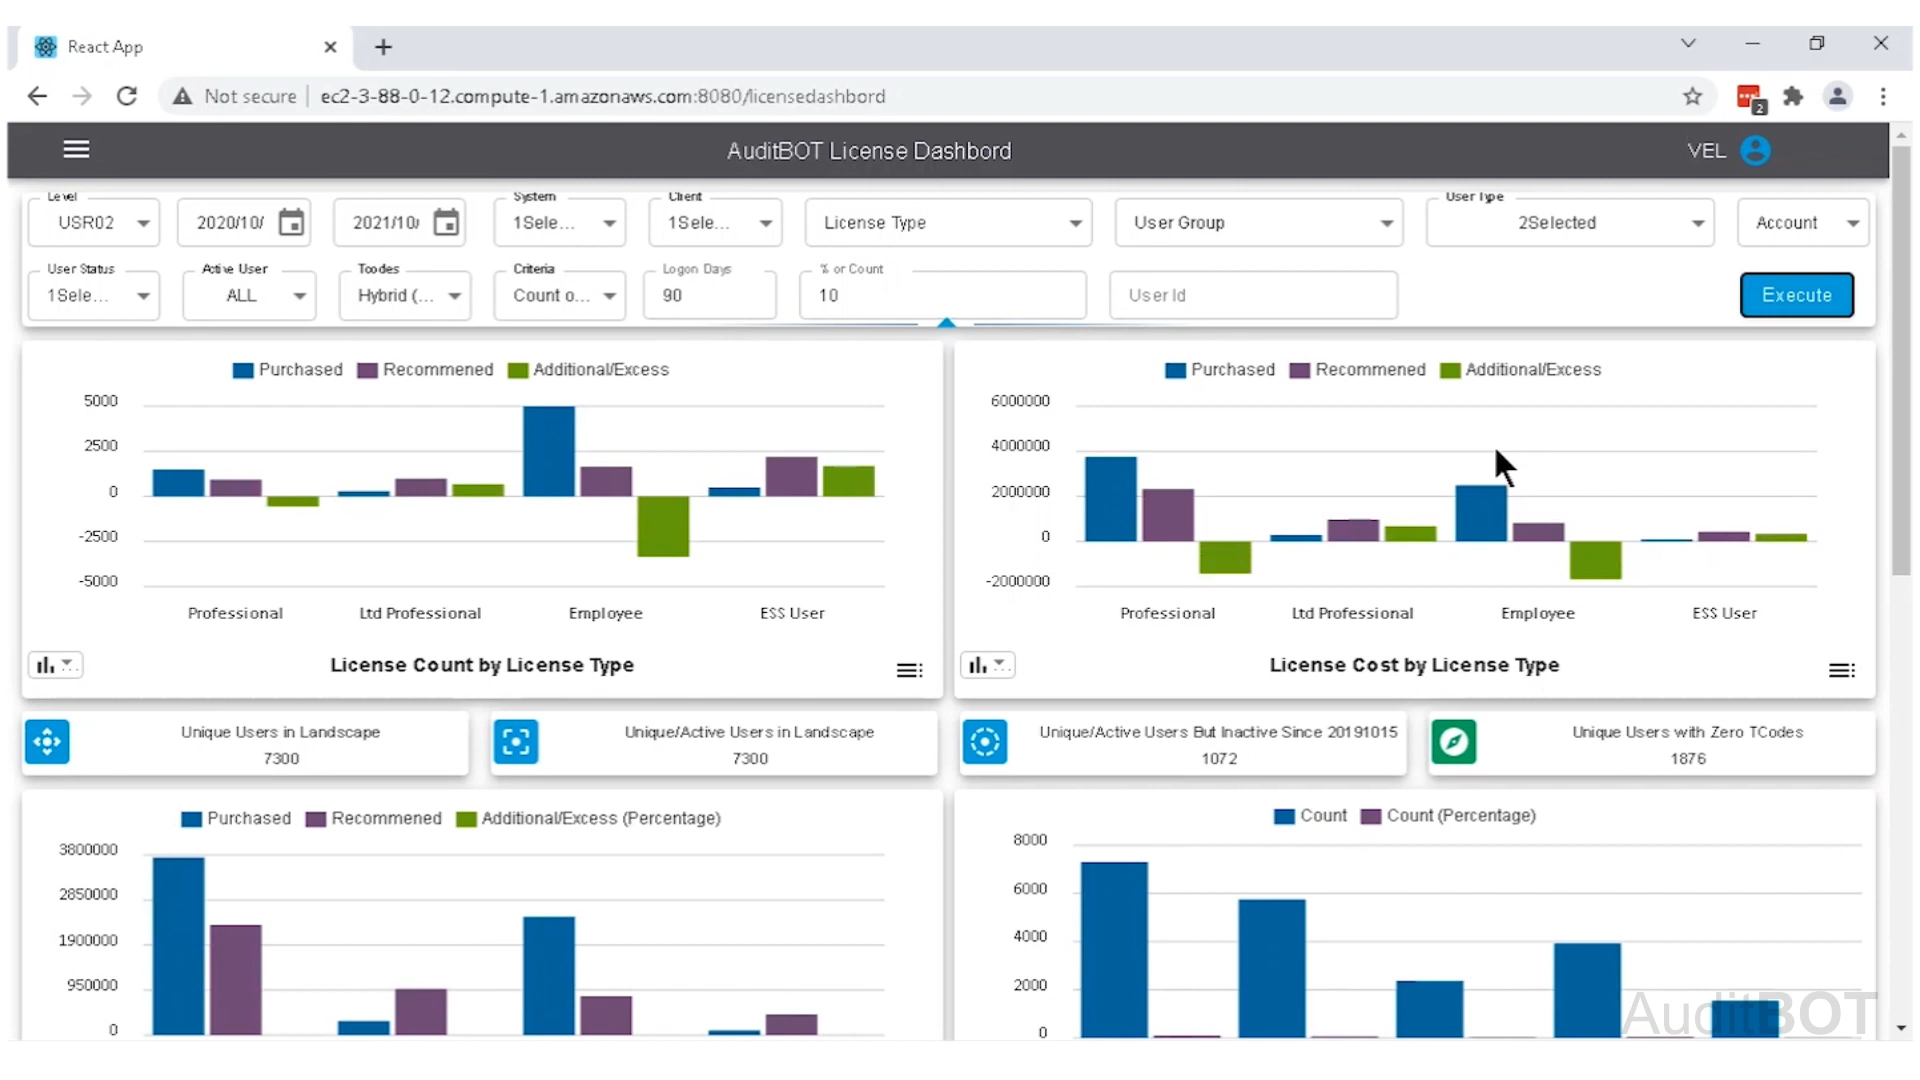 React App
Not secure
ec2-3-88-0-12.compute-1.amazonaws.com:8080/licensedashbord
2
AuditBOT License Dashbord
VEL
Level
USR02
2020/10/
2021/10/
System
1Sele...
Client
1Sele...
License Type
User Group
User Type
2Selected
Account
User Status
1Sele...
Active User
ALL
Tcodes
Hybrid (...
Criteria
Count o...
Logon Days
90
% or Count
10
User Id
Execute
Purchased Recommened Additional/Excess
5000
2500
0
-2500
-5000
Professional Ltd Professional Employee ESS User
License Count by License Type
Purchased Recommened Additional/Excess
6000000
4000000
2000000
0
-2000000
Professional Ltd Professional Employee ESS User
License Cost by License Type
Unique Users in Landscape
7300
Unique/Active Users in Landscape
7300
Unique/Active Users But Inactive Since 20191015
1072
Unique Users with Zero TCodes
1876
Purchased Recommened Additional/Excess (Percentage)
3800000
2850000
1900000
950000
0
Count Count (Percentage)
8000
6000
4000
2000
0
AuditBOT